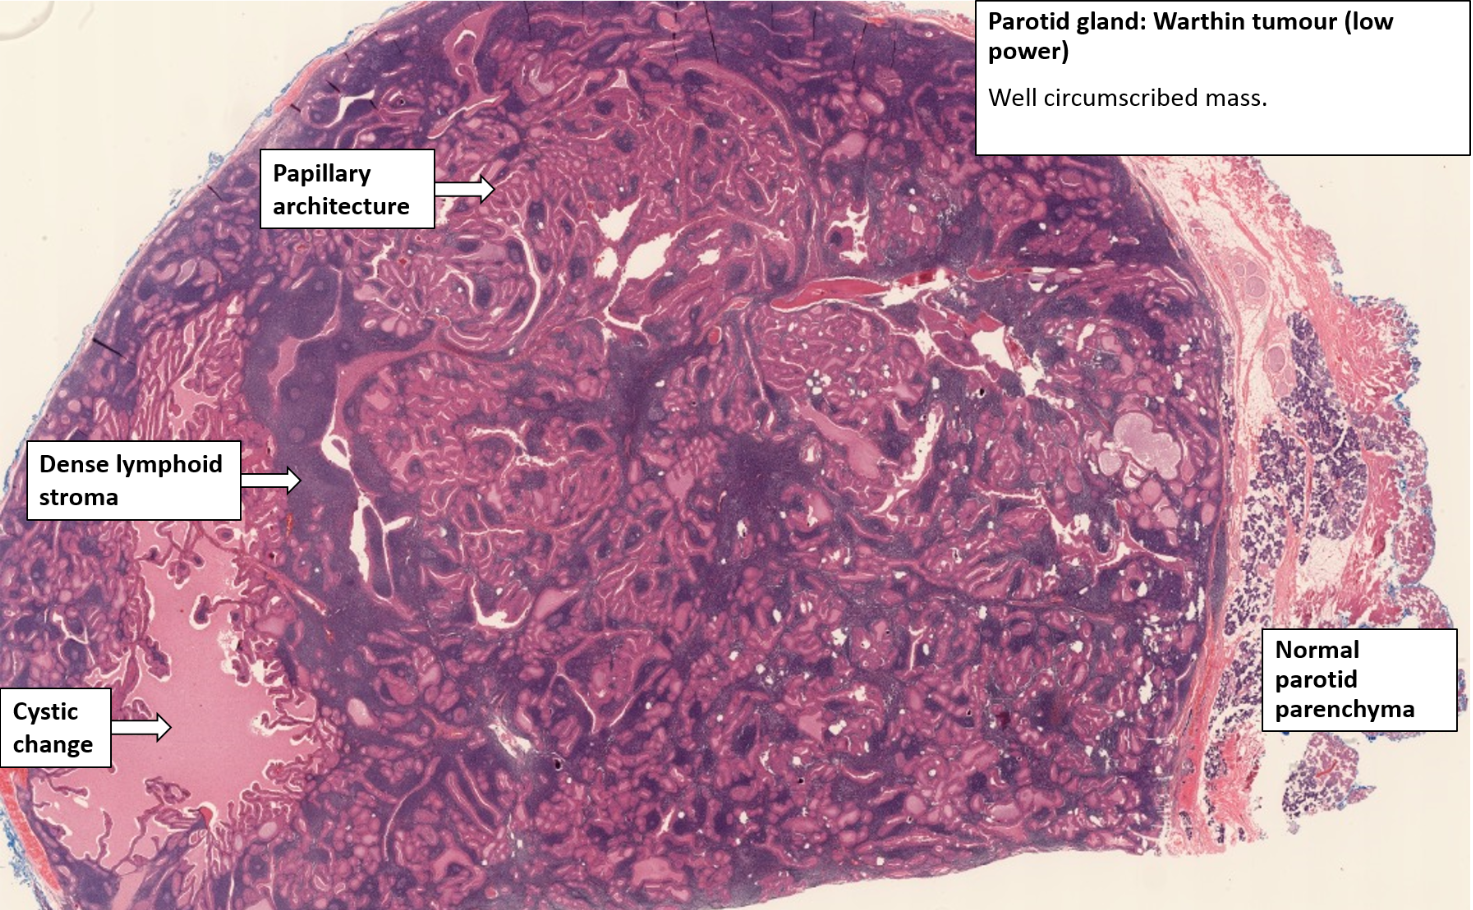 Parotid gland: Warthin tumour (low
power)
Well circumscribed mass.
Papillary
architecture
Dense lymphoid
stroma
Cystic
change
Normal
parotid
parenchyma